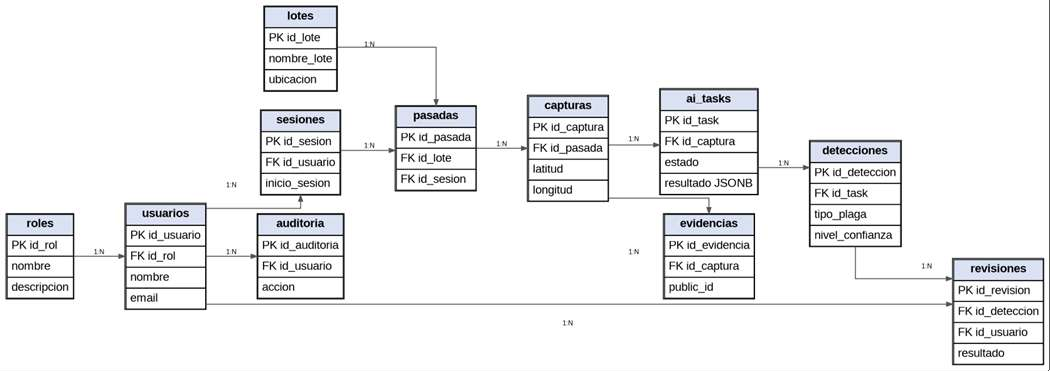 lotes
PK id_lote
nombre_lote
ubicacion
1:N
sesiones
PK id_sesion
FK id_usuario
inicio_sesion
1:N
pasadas
PK id_pasada
FK id_lote
FK id_sesion
1:N
capturas
PK id_captura
FK id_pasada
latitud
longitud
1:N
ai_tasks
PK id_task
FK id_captura
estado
resultado JSONB
1:N
detecciones
PK id_deteccion
FK id_task
tipo_plaga
nivel_confianza
1:N
roles
PK id_rol
nombre
descripcion
1:N
usuarios
PK id_usuario
FK id_rol
nombre
email
1:N
1:N
auditoria
PK id_auditoria
FK id_usuario
accion
evidencias
PK id_evidencia
FK id_captura
public_id
1:N
revisiones
PK id_revision
FK id_deteccion
FK id_usuario
resultado
1:N